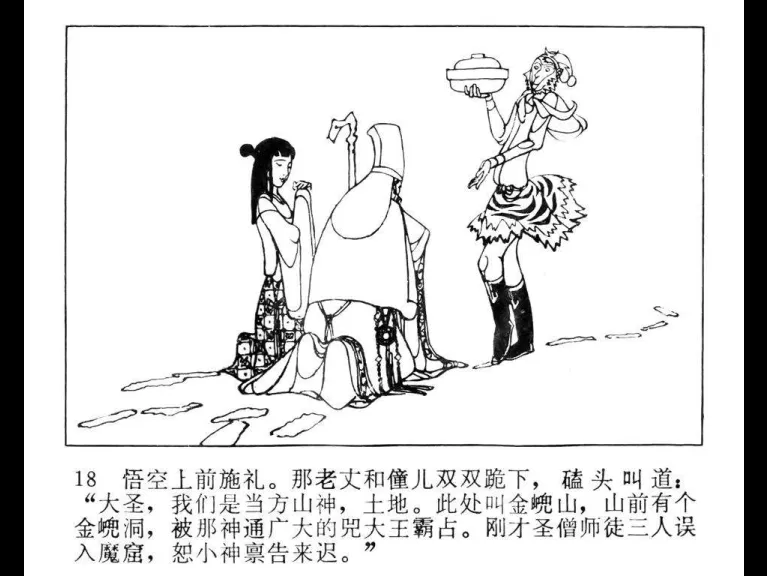 18 悟空上前施礼。那老丈和僮儿双双跪下，磕头叫道：
“大圣，我们是当方山神，土地。此处叫金𠒅山，山前有个
金𠒅洞，被那神通广大的兕大王霸占。刚才圣僧师徒三人误
入魔窟，恕小神禀告来迟。”